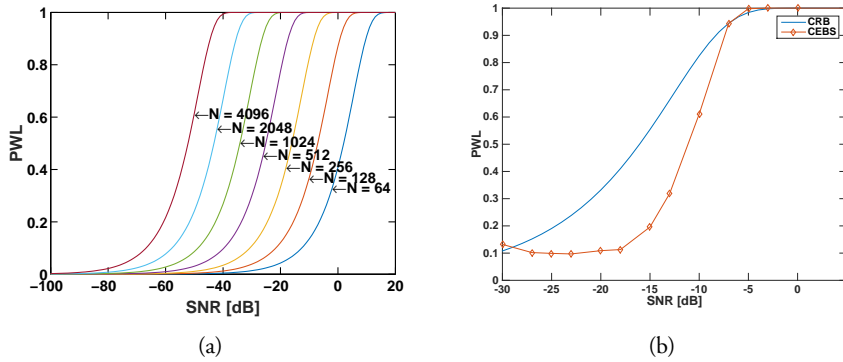 1
0.8
0.6
0.4
0.2
0
PWL
←N = 4096
←N = 2048
←N = 1024
←N = 512
←N = 256
←N = 128
←N = 64
−100 −80 −60 −40 −20 0 20
SNR [dB]
(a)
1
0.9
0.8
0.7
0.6
0.5
0.4
0.3
0.2
0.1
0
PWL
CRB
CEBS
-30 -25 -20 -15 -10 -5 0
SNR [dB]
(b)